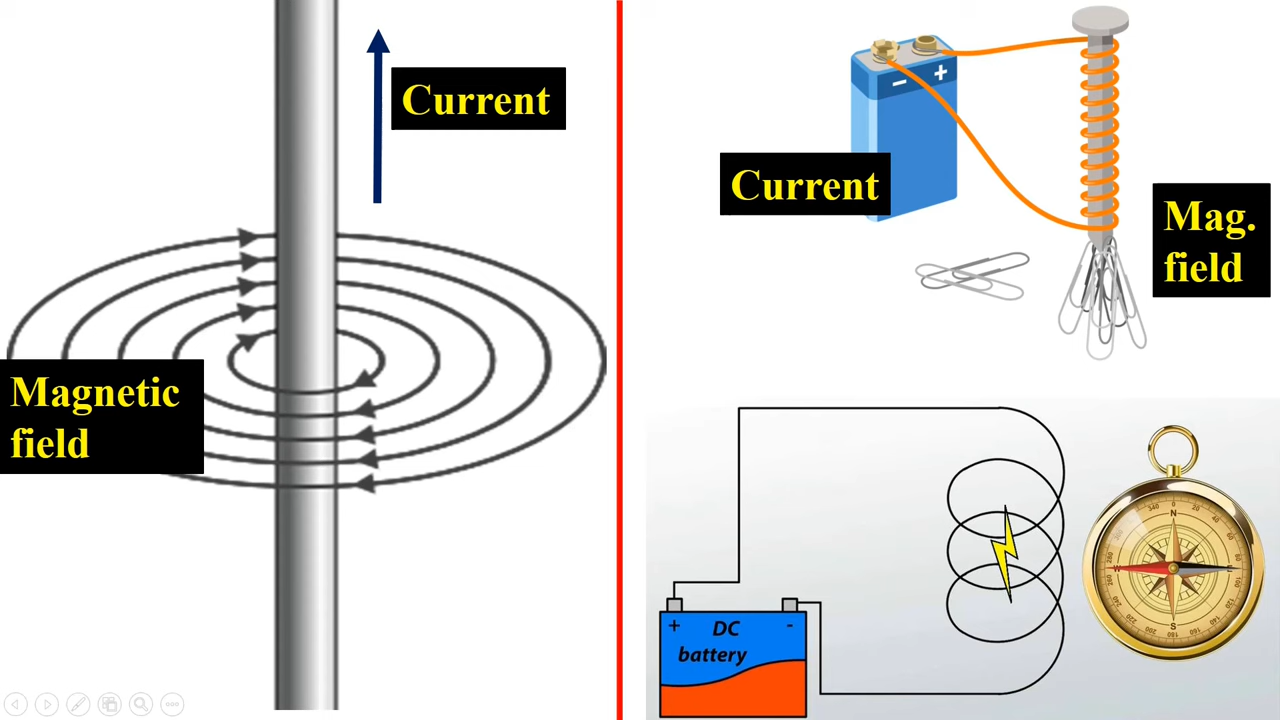 Current
Magnetic
field
− +
Current
Mag.
field
+ DC -
battery
N
W
S